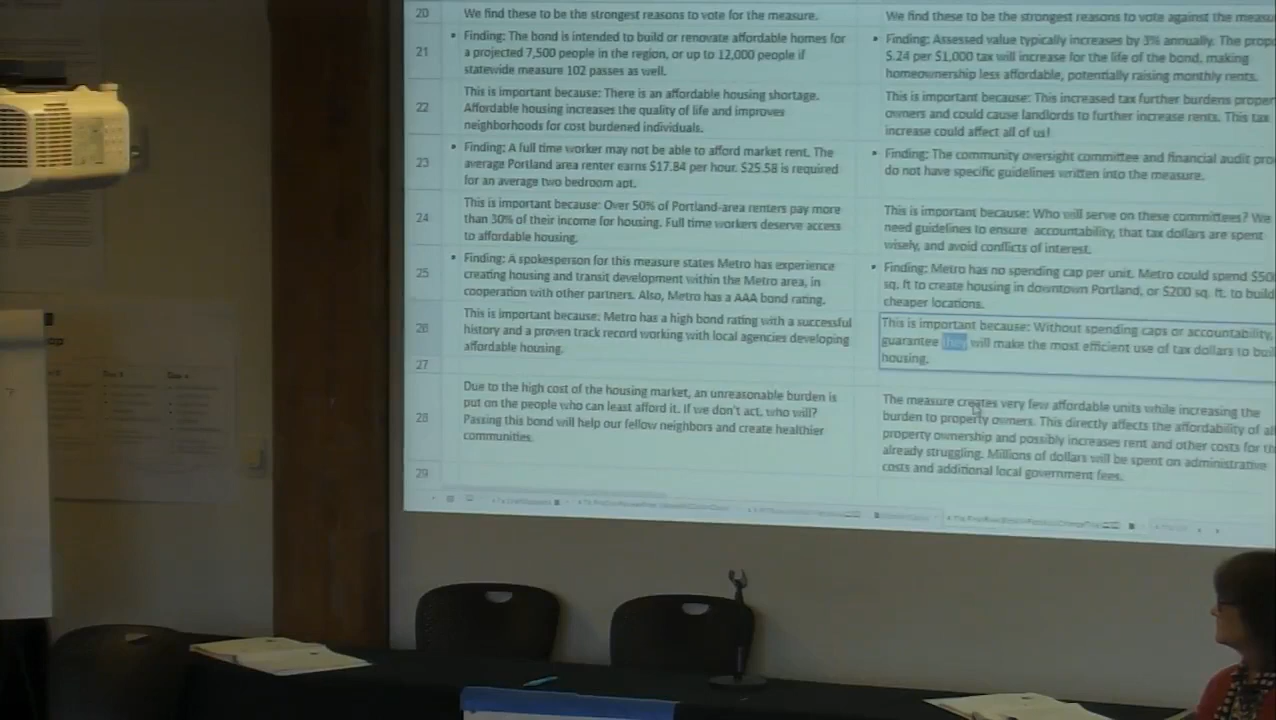 20
We find these to be the strongest reasons to vote for the measure.
We find these to be the strongest reasons to vote against the measu
21
• Finding: The bond is intended to build or renovate affordable homes for
a projected 7,500 people in the region, or up to 12,000 people if
statewide measure 102 passes as well.
• Finding: Assessed value typically increases by 3% annually. The prop
$.24 per $1,000 tax will increase for the life of the bond, making
homeownership less affordable, potentially raising monthly rents.
22
This is important because: There is an affordable housing shortage.
Affordable housing increases the quality of life and improves
neighborhoods for cost burdened individuals.
This is important because: This increased tax further burdens proper
owners and could cause landlords to further increase rents. This tax
increase could affect all of us!
23
• Finding: A full time worker may not be able to afford market rent. The
average Portland area renter earns $17.84 per hour. $25.58 is required
for an average two bedroom apt.
• Finding: The community oversight committee and financial audit pro
do not have specific guidelines written into the measure.
24
This is important because: Over 50% of Portland-area renters pay more
than 30% of their income for housing. Full time workers deserve access
to affordable housing.
This is important because: Who will serve on these committees? We
need guidelines to ensure accountability, that tax dollars are spent
wisely, and avoid conflicts of interest.
25
• Finding: A spokesperson for this measure states Metro has experience
creating housing and transit development within the Metro area, in
cooperation with other partners. Also, Metro has a AAA bond rating.
• Finding: Metro has no spending cap per unit. Metro could spend $50
sq. ft to create housing in downtown Portland, or $200 sq. ft. to build
cheaper locations.
26
This is important because: Metro has a high bond rating with a successful
history and a proven track record working with local agencies developing
affordable housing.
This is important because: Without spending caps or accountability,
guarantee they will make the most efficient use of tax dollars to buil
housing.
27
28
Due to the high cost of the housing market, an unreasonable burden is
put on the people who can least afford it. If we don't act, who will?
Passing this bond will help our fellow neighbors and create healthier
communities.
The measure creates very few affordable units while increasing the
burden to property owners. This directly affects the affordability of al
property ownership and possibly increases rent and other costs for th
already struggling. Millions of dollars will be spent on administrative
costs and additional local government fees.
29